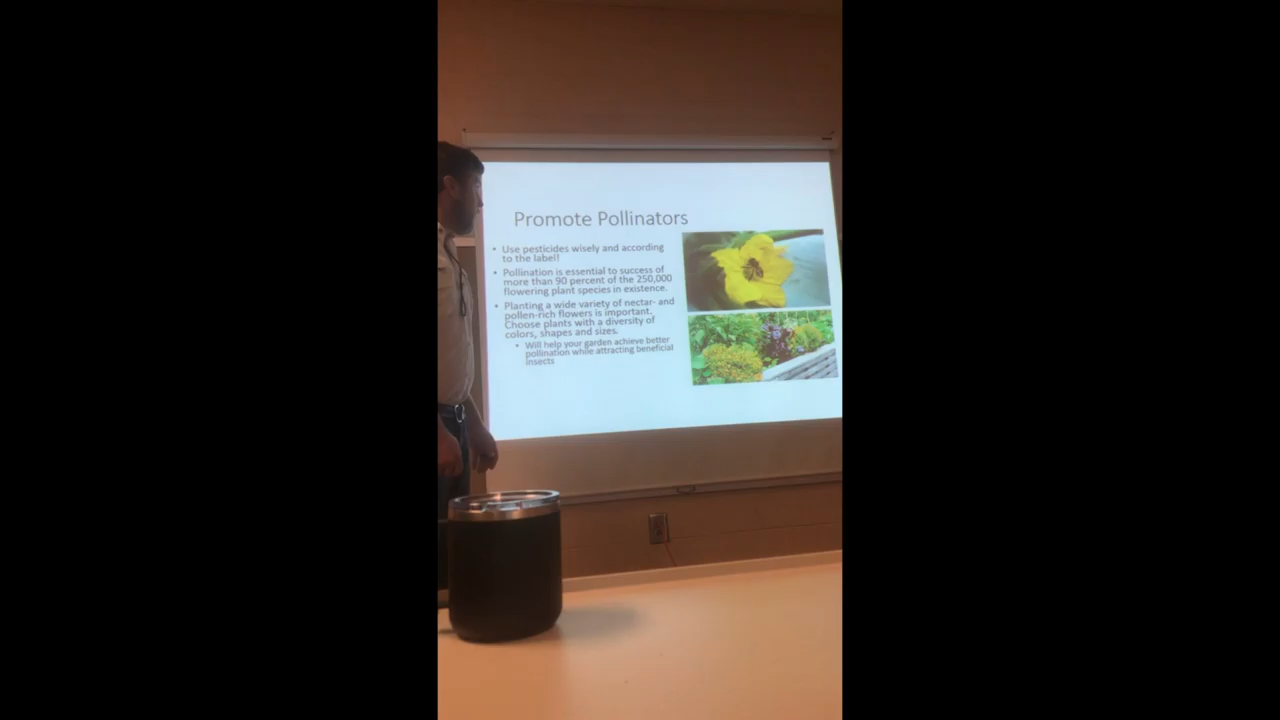 Promote Pollinators
• Use pesticides wisely and according
to the label!
• Pollination is essential to success of
more than 90 percent of the 250,000
flowering plant species in existence.
• Planting a wide variety of nectar- and
pollen-rich flowers is important.
Choose plants with a diversity of
colors, shapes and sizes.
• Will help your garden achieve better
pollination while attracting beneficial
insects